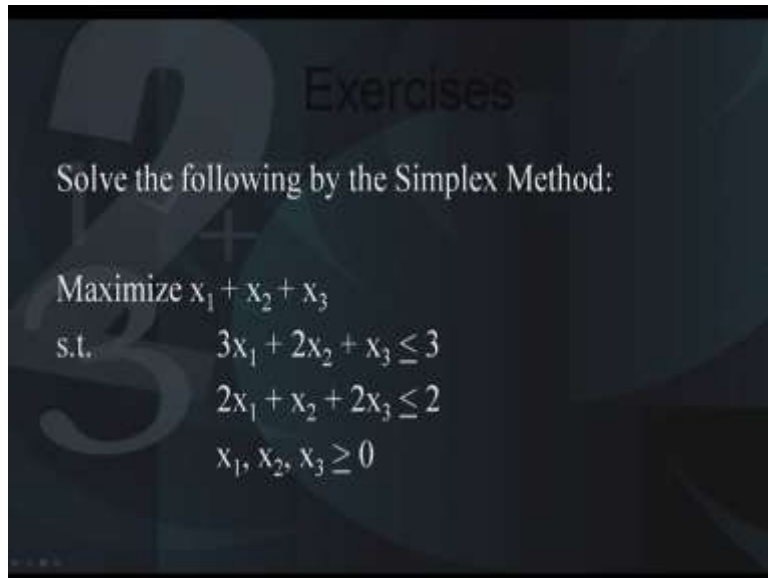 Exercises
Solve the following by the Simplex Method:
Maximize x₁ + x₂ + x₃
s.t. 3x₁ + 2x₂ + x₃ ≤ 3
2x₁ + x₂ + 2x₃ ≤ 2
x₁, x₂, x₃ ≥ 0